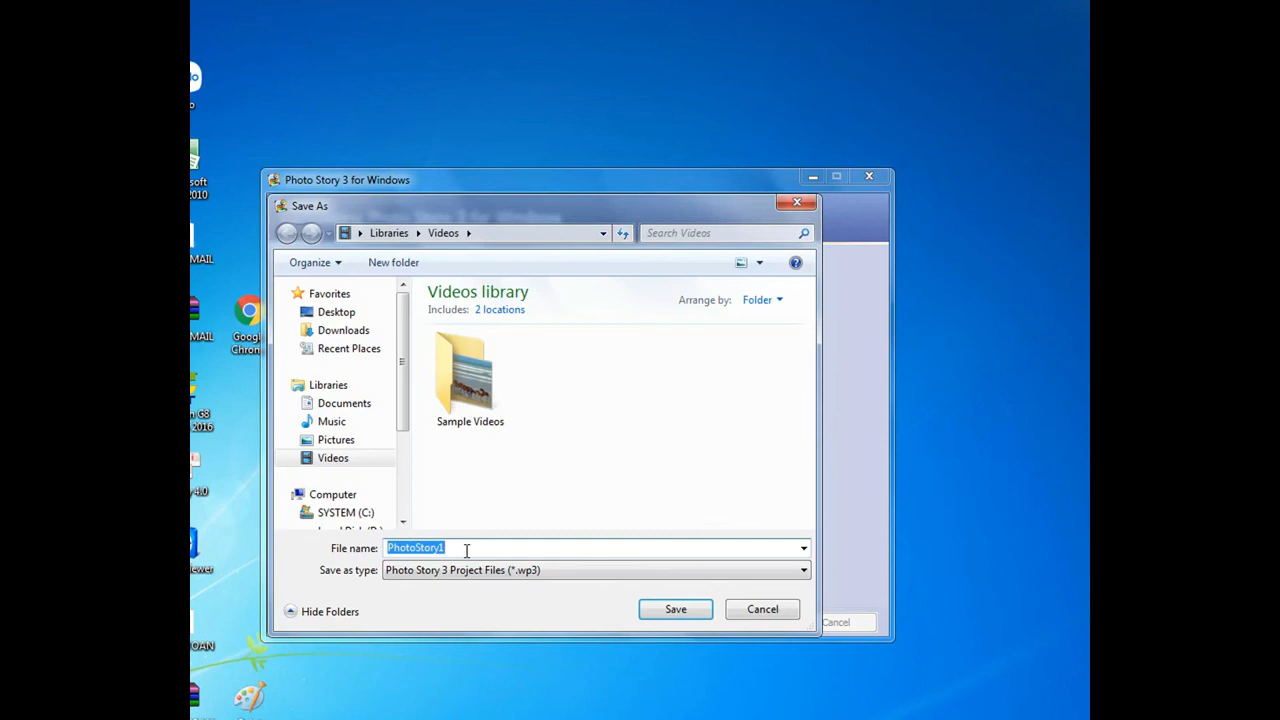 o
soft
2010
MAIL
MAIL
Googl
Chrom
G8
2016
4.0
ewer
OAN
Photo Story 3 for Windows
Save As
Libraries
Videos
Search Videos
Organize
New folder
Favorites
Desktop
Downloads
Recent Places
Libraries
Documents
Music
Pictures
Videos
Computer
SYSTEM (C:)
Videos library
Includes: 2 locations
Arrange by: Folder
Sample Videos
File name: PhotoStory1
Save as type: Photo Story 3 Project Files (*.wp3)
Hide Folders
Save
Cancel
Cancel